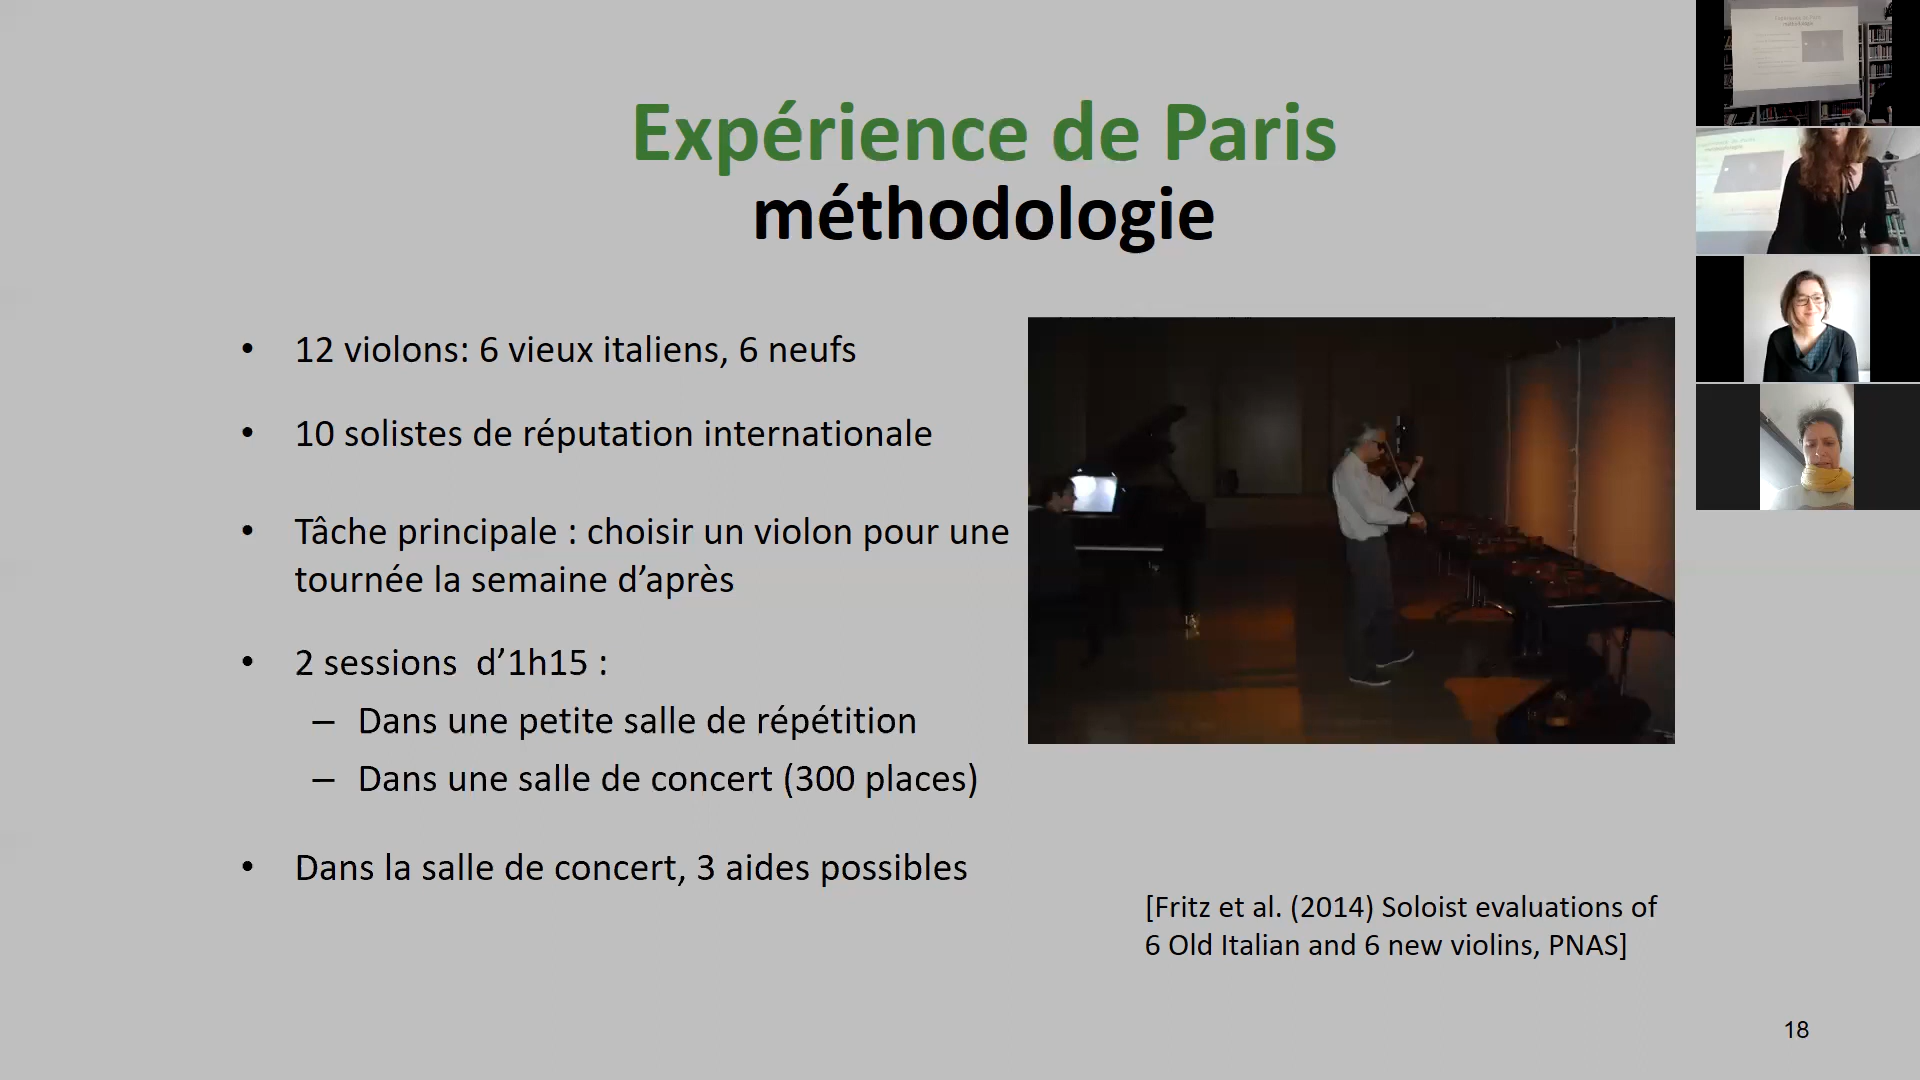 Expérience de Paris
méthodologie
• 12 violons: 6 vieux italiens, 6 neufs
• 10 solistes de réputation internationale
• Tâche principale : choisir un violon pour une
tournée la semaine d’après
• 2 sessions  d’1h15 :
– Dans une petite salle de répétition
– Dans une salle de concert (300 places)
• Dans la salle de concert, 3 aides possibles
[Fritz et al. (2014) Soloist evaluations of
6 Old Italian and 6 new violins, PNAS]
18